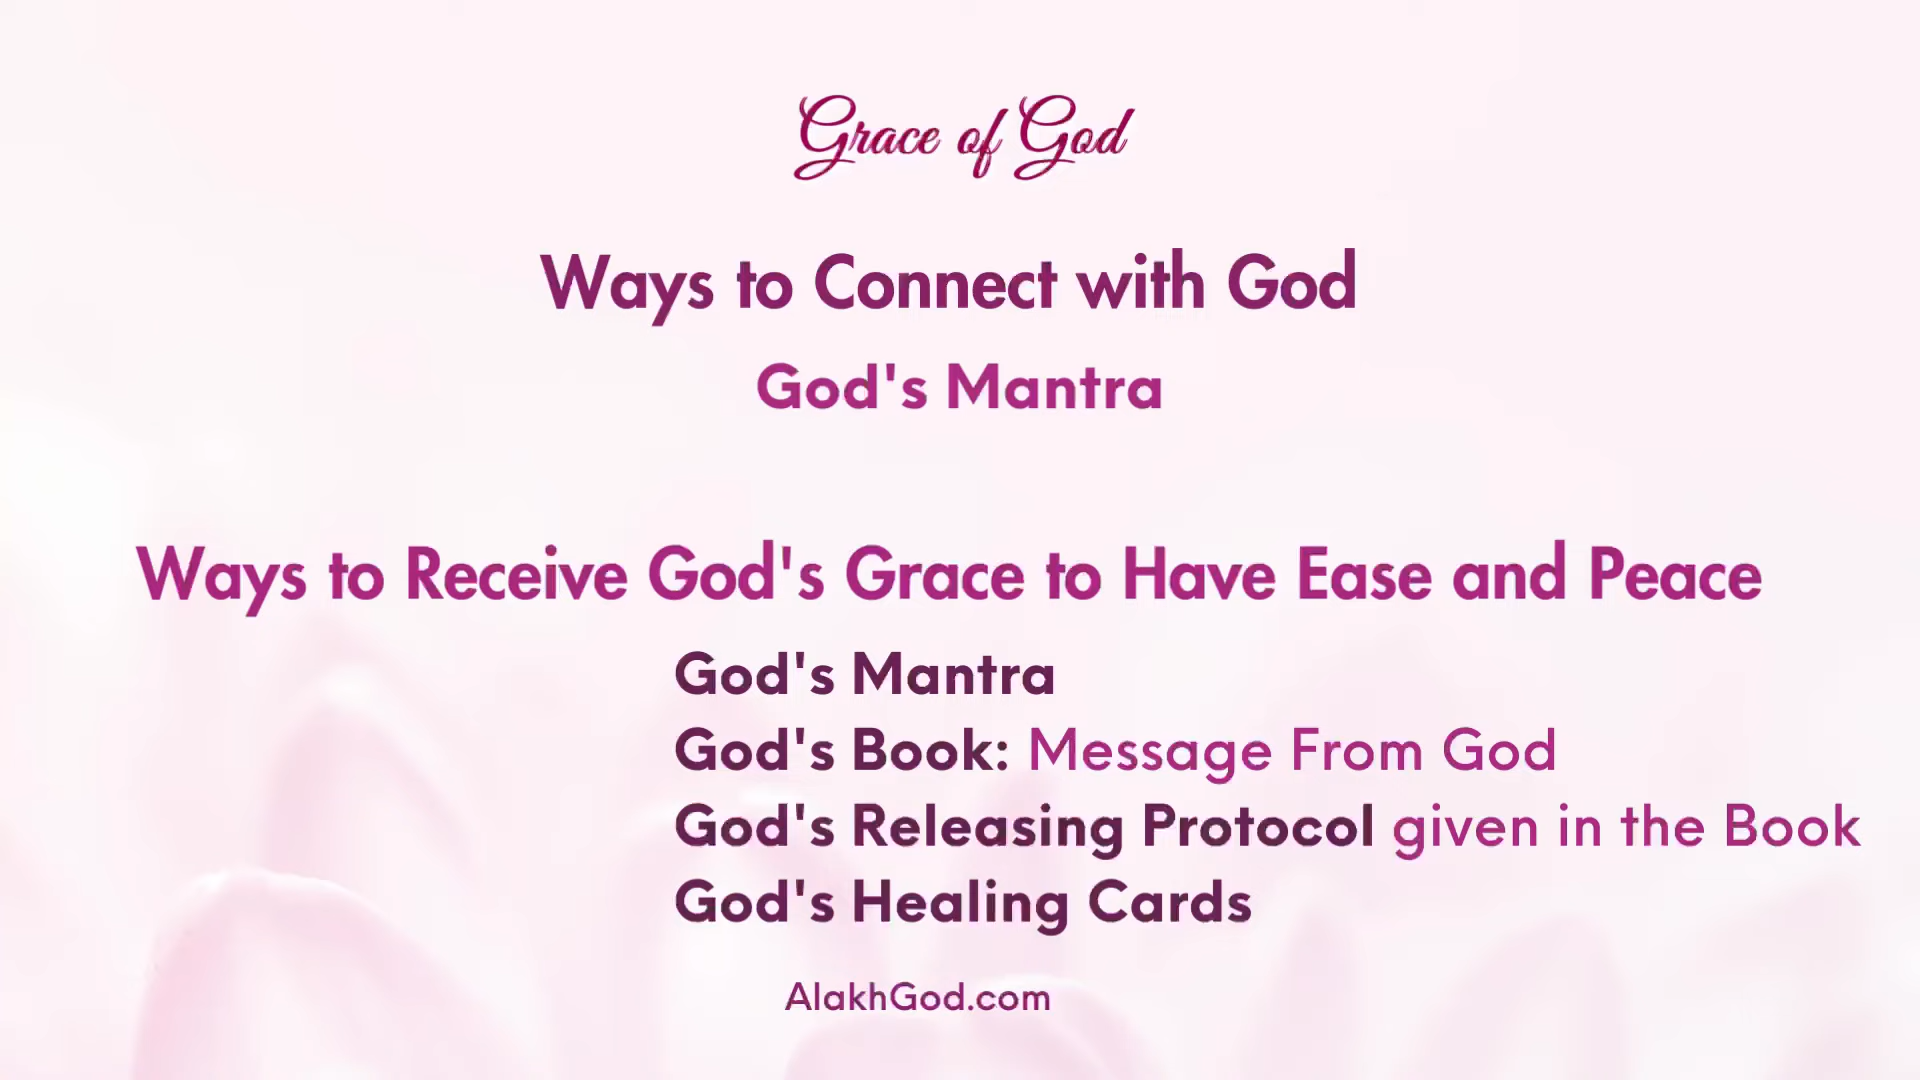 Grace of God
Ways to Connect with God
God's Mantra
Ways to Receive God's Grace to Have Ease and Peace
God's Mantra
God's Book: Message From God
God's Releasing Protocol given in the Book
God's Healing Cards
AlakhGod.com